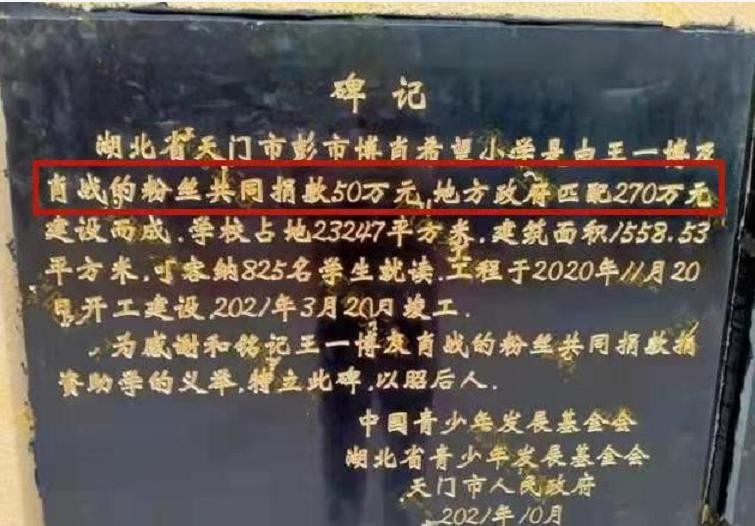 碑记
湖北省天门市彭市博肖希望小学是由王一博及
肖战的粉丝共同捐款50万元,地方政府匹配270万元
建设而成.学校占地23247平方米.建筑面积1558.53
平方米,可容纳825名学生就读.工程于2020年11月20
日开工建设,2021年3月20月竣工.
为感谢和铭记王一博及肖战的粉丝共同捐款捐
资助学的义举,特立此碑,以昭后人.
中国青少年发展基金会
湖北省青少年发展基金会
天门市人民政府
2021年10月